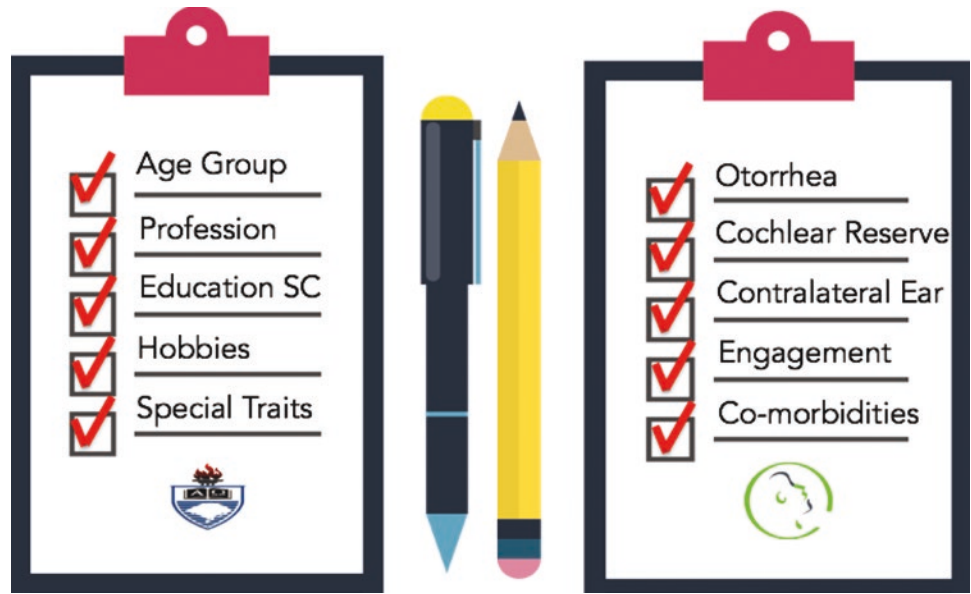 Age Group
Profession
Education SC
Hobbies
Special Traits
Otorrhea
Cochlear Reserve
Contralateral Ear
Engagement
Co-morbidities